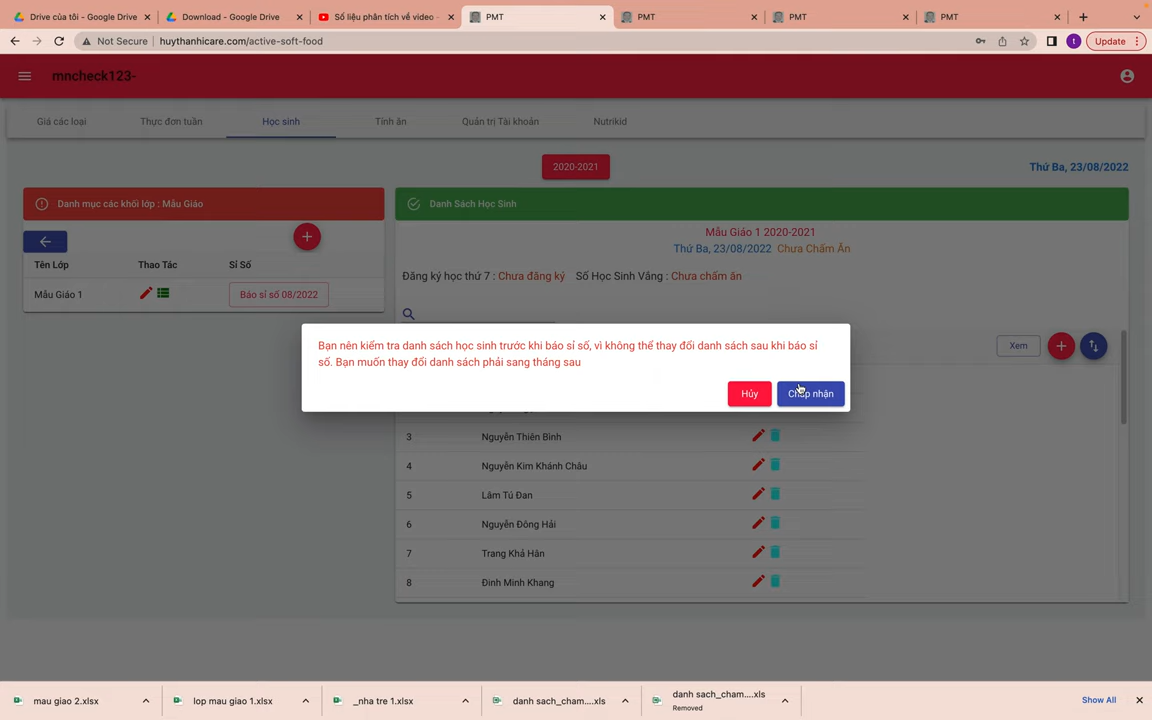 Drive của tôi - Google Drive
Download - Google Drive
Số liệu phân tích về video -
PMT
PMT
PMT
PMT
Not Secure
huythanhicare.com/active-soft-food
t
Update
mncheck123-
Giá các loại
Thực đơn tuần
Học sinh
Tính ăn
Quản trị Tài khoản
Nutrikid
2020-2021
Thứ Ba, 23/08/2022
Danh mục các khối lớp : Mẫu Giáo
Tên Lớp
Thao Tác
Sỉ Số
Mẫu Giáo 1
Báo sỉ số 08/2022
Danh Sách Học Sinh
Mẫu Giáo 1 2020-2021
Thứ Ba, 23/08/2022 Chưa Chấm Ăn
Đăng ký học thứ 7 : Chưa đăng ký Số Học Sinh Vắng : Chưa chấm ăn
Xem
Bạn nên kiểm tra danh sách học sinh trước khi báo sỉ số, vì không thể thay đổi danh sách sau khi báo sỉ
số. Bạn muốn thay đổi danh sách phải sang tháng sau
Hủy
Chấp nhận
3 Nguyễn Thiên Bình
4 Nguyễn Kim Khánh Châu
5 Lâm Tú Đan
6 Nguyễn Đông Hải
7 Trang Khả Hân
8 Đinh Minh Khang
mau giao 2.xlsx
lop mau giao 1.xlsx
_nha tre 1.xlsx
danh sach_cham....xls
danh sach_cham....xls
Removed
Show All